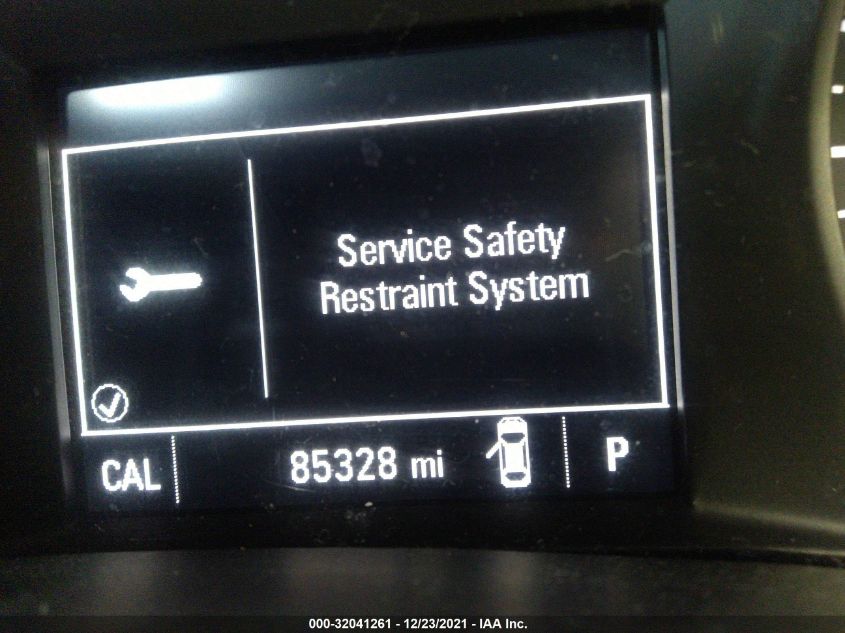 Service Safety
Restraint System
CAL 85328 mi P
000-32041261 - 12/23/2021 - IAA Inc.